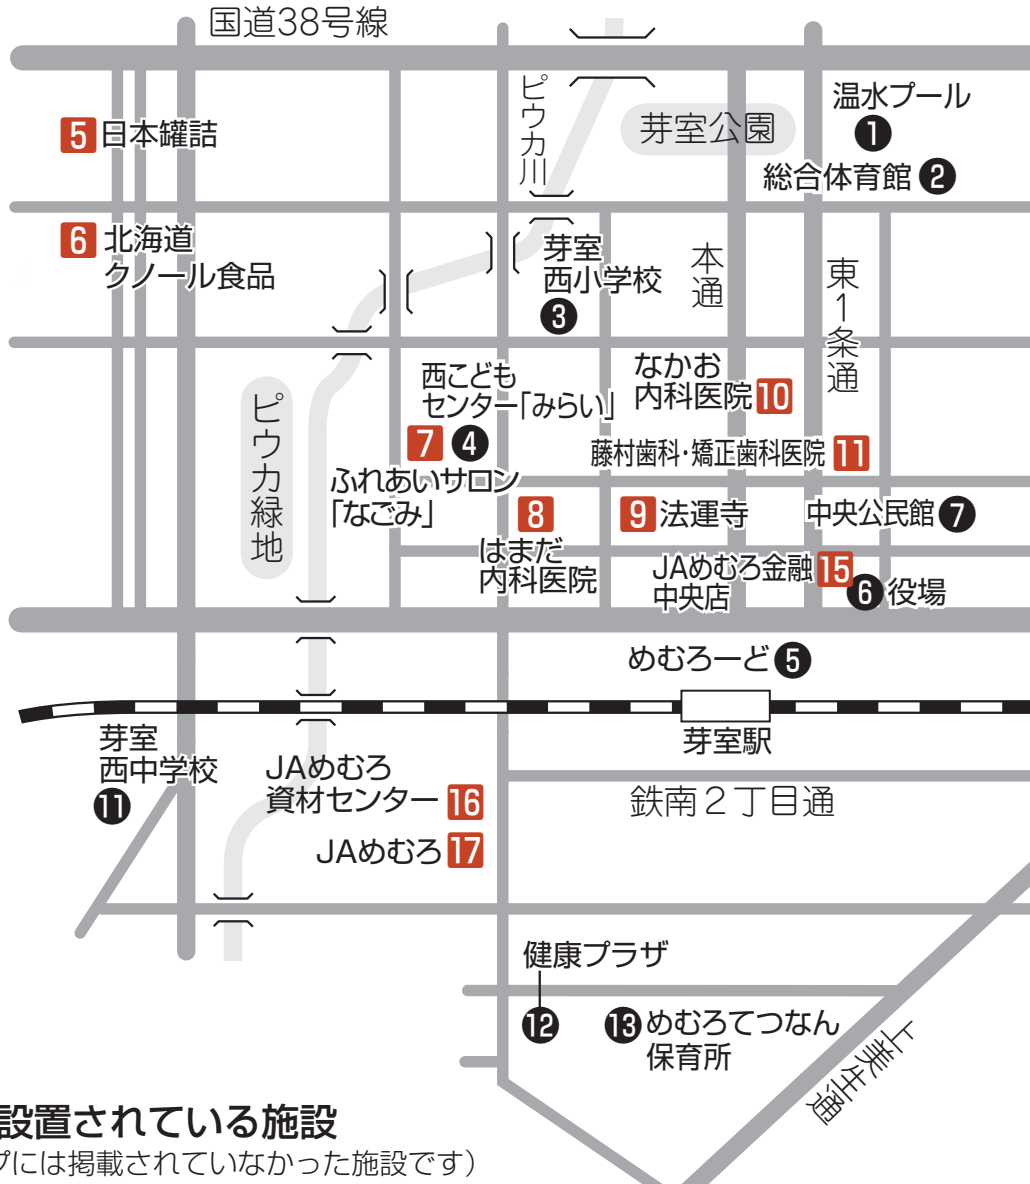 国道38号線
ピウカ川
芽室公園
温水プール
❶
総合体育館 ❷
5 日本罐詰
6 北海道
クノール食品
芽室
西小学校
❸
本通
東1条通
ピウカ緑地
西こども
センター「みらい」
7 ❹
ふれあいサロン
「なごみ」
なかお
内科医院 10
藤村歯科・矯正歯科医院 11
8
はまだ
内科医院
9 法運寺
中央公民館 ❼
JAめむろ金融 15
中央店
❻ 役場
めむろーど ❺
芽室駅
芽室
西中学校
⓫
JAめむろ
資材センター 16
JAめむろ 17
鉄南2丁目通
健康プラザ
⓬
⓭ めむろてつなん
保育所
上美生通
設置されている施設
プには掲載されていなかった施設です）